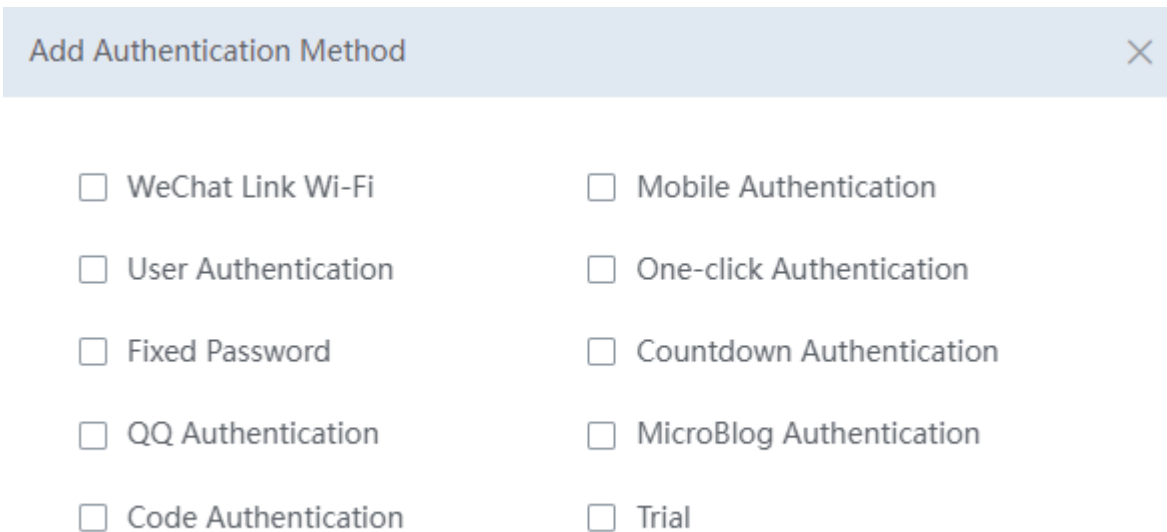 Add Authentication Method
WeChat Link Wi-Fi
Mobile Authentication
User Authentication
One-click Authentication
Fixed Password
Countdown Authentication
QQ Authentication
MicroBlog Authentication
Code Authentication
Trial